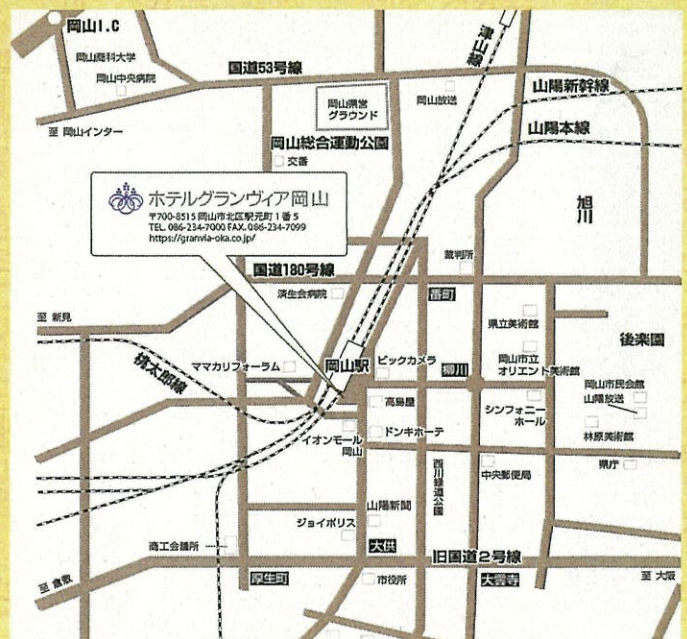 岡山I.C
岡山商科大学
岡山中央病院
国道53号線
津山線
至 岡山インター
岡山県営
グラウンド
岡山放送
山陽新幹線
山陽本線
岡山総合運動公園
交番
旭川
ホテルグランヴィア岡山
〒700-8515 岡山市北区駅元町1番5
TEL. 086-234-7000 FAX. 086-234-7099
https://granvia-oka.co.jp/
裁判所
国道180号線
済生会病院
番町
至 新見
県立美術館
後楽園
桃太郎線
ママカリフォーラム
岡山駅
ビックカメラ
柳川
岡山市立
オリエント美術館
岡山市民会館
山陽放送
高島屋
シンフォニー
ホール
イオンモール
岡山
ドンキホーテ
林原美術館
西川緑道公園
中央郵便局
県庁
山陽新聞
ジョイポリス
商工会議所
大供
旧国道2号線
至 倉敷
厚生町
市役所
大雲寺
至 大阪